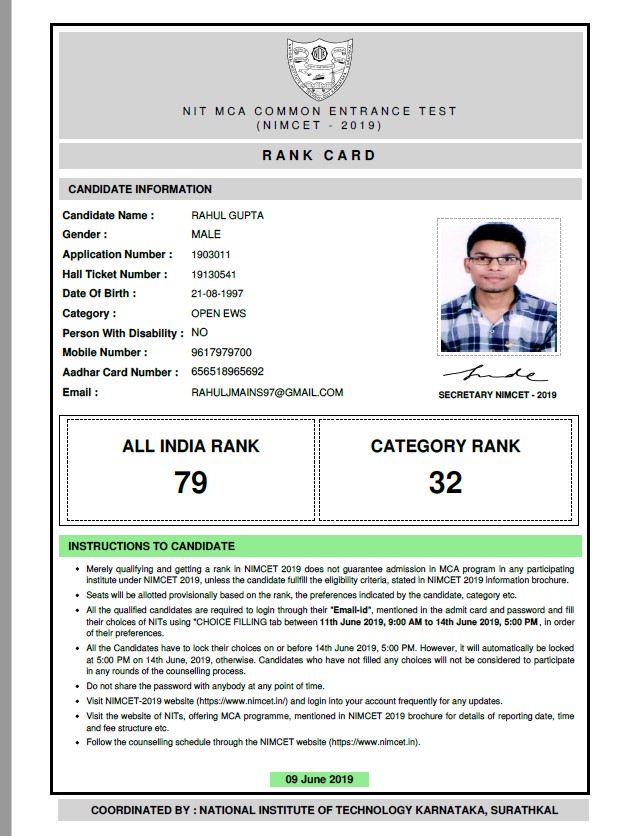 NIT MCA COMMON ENTRANCE TEST
(NIMCET - 2019)
RANK CARD
CANDIDATE INFORMATION
Candidate Name : RAHUL GUPTA
Gender : MALE
Application Number : 1903011
Hall Ticket Number : 19130541
Date Of Birth : 21-08-1997
Category : OPEN EWS
Person With Disability : NO
Mobile Number : 9617979700
Aadhar Card Number : 656518965692
Email : RAHULJMAINS97@GMAIL.COM
SECRETARY NIMCET - 2019
ALL INDIA RANK
79
CATEGORY RANK
32
INSTRUCTIONS TO CANDIDATE
• Merely qualifying and getting a rank in NIMCET 2019 does not guarantee admission in MCA program in any participating
institute under NIMCET 2019, unless the candidate fullfill the eligibility criteria, stated in NIMCET 2019 information brochure.
• Seats will be allotted provisionally based on the rank, the preferences indicated by the candidate, category etc.
• All the qualified candidates are required to login through their "Email-id", mentioned in the admit card and password and fill
their choices of NITs using "CHOICE FILLING tab between 11th June 2019, 9:00 AM to 14th June 2019, 5:00 PM, in order
of their preferences.
• All the Candidates have to lock their choices on or before 14th June 2019, 5:00 PM. However, it will automatically be locked
at 5:00 PM on 14th June, 2019, otherwise. Candidates who have not filled any choices will not be considered to participate
in any rounds of the counselling process.
• Do not share the password with anybody at any point of time.
• Visit NIMCET-2019 website (https://www.nimcet.in/) and login into your account frequently for any updates.
• Visit the website of NITs, offering MCA programme, mentioned in NIMCET 2019 brochure for details of reporting date, time
and fee structure etc.
• Follow the counselling schedule through the NIMCET website (https://www.nimcet.in).
09 June 2019
COORDINATED BY : NATIONAL INSTITUTE OF TECHNOLOGY KARNATAKA, SURATHKAL